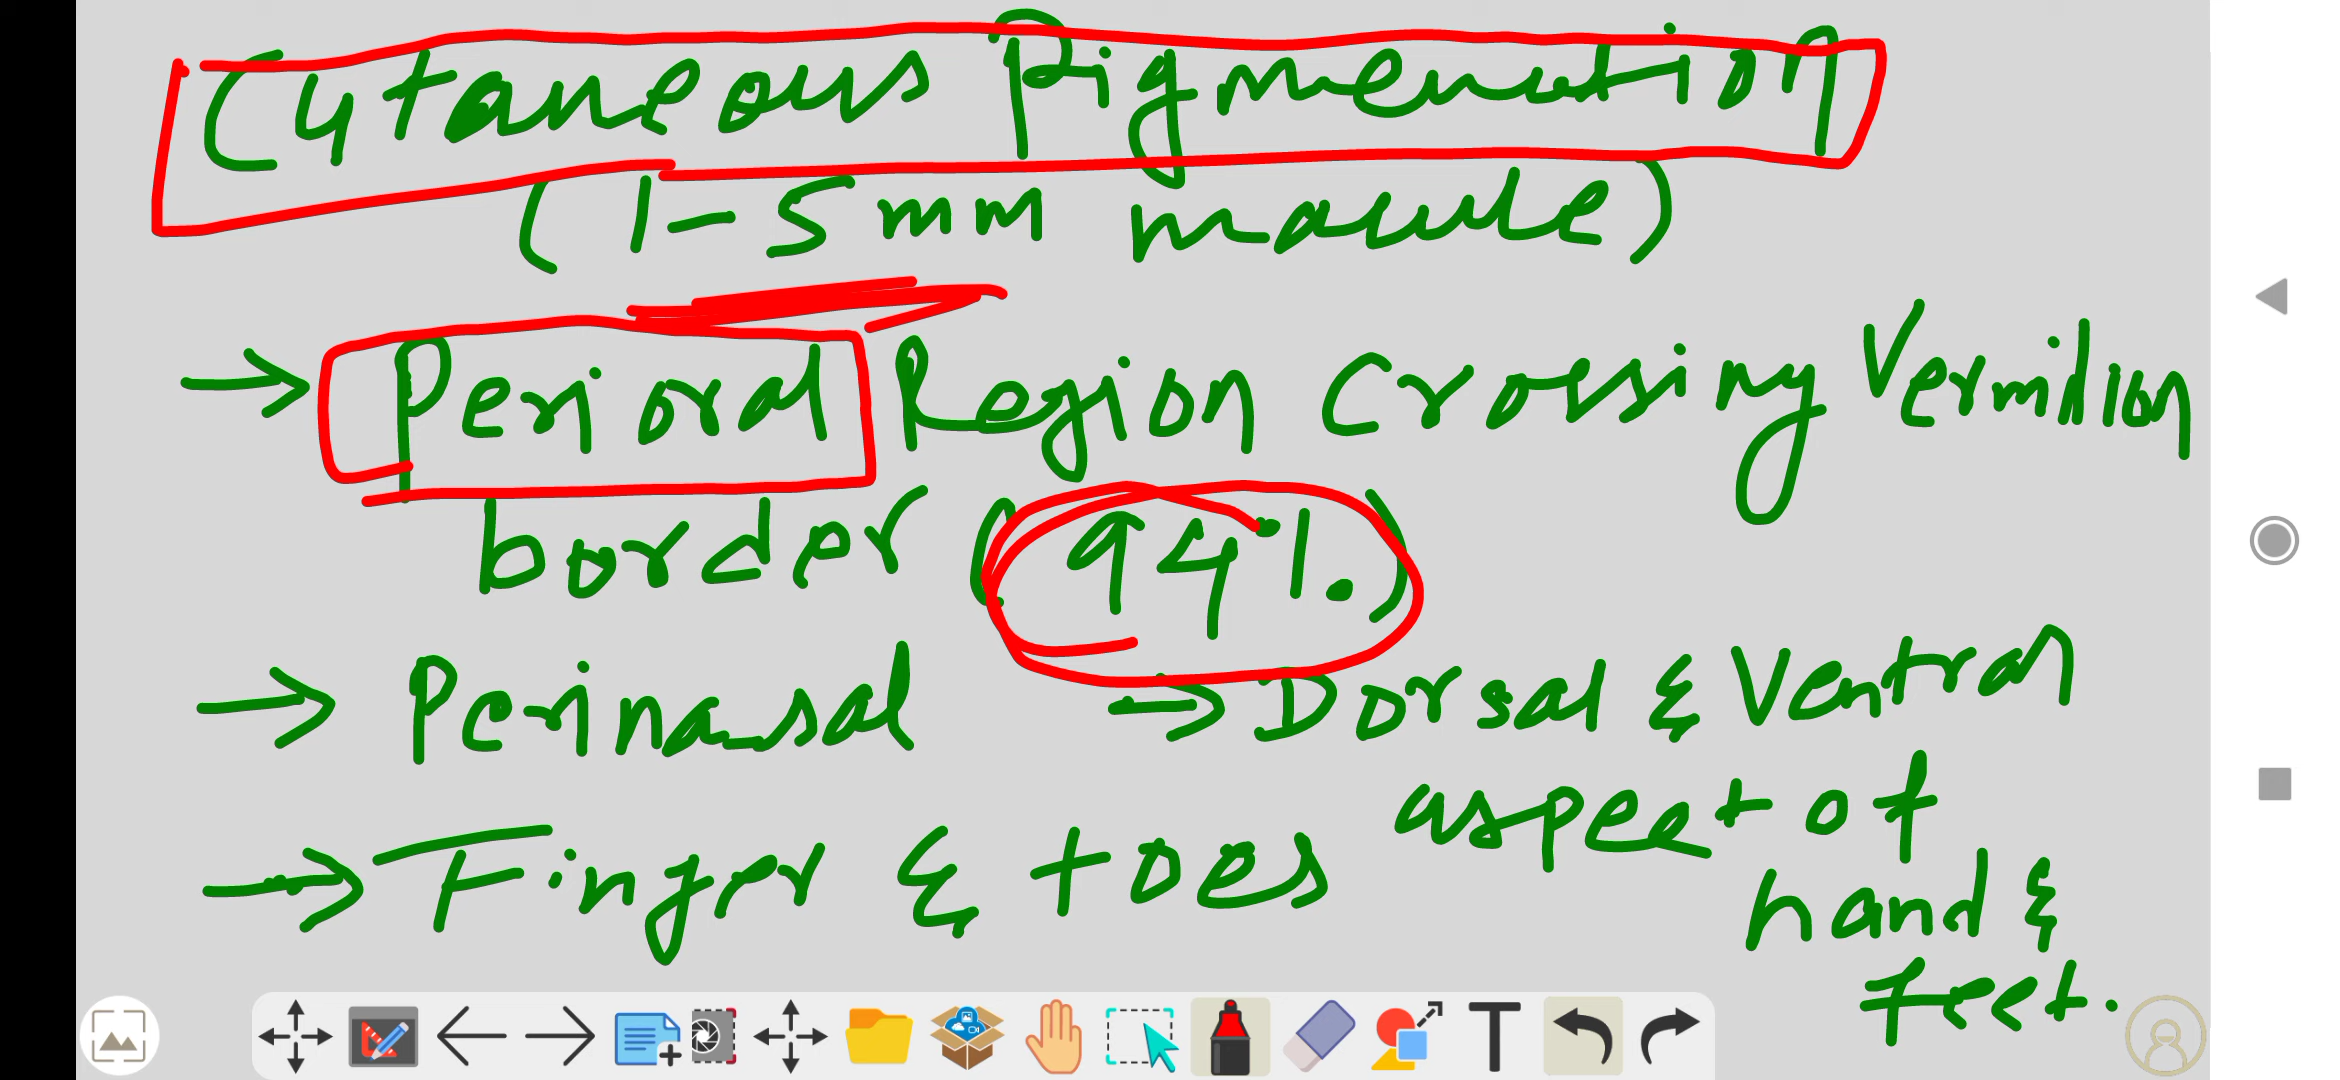 Cutaneous Pigmenution
(1-5 mm macule)
→ Perioral Region Crossing Vermilion
border (94%)
→ Perinasal → Dorsal & Ventral
aspect of
→ Finger & toes hand &
feet.
T